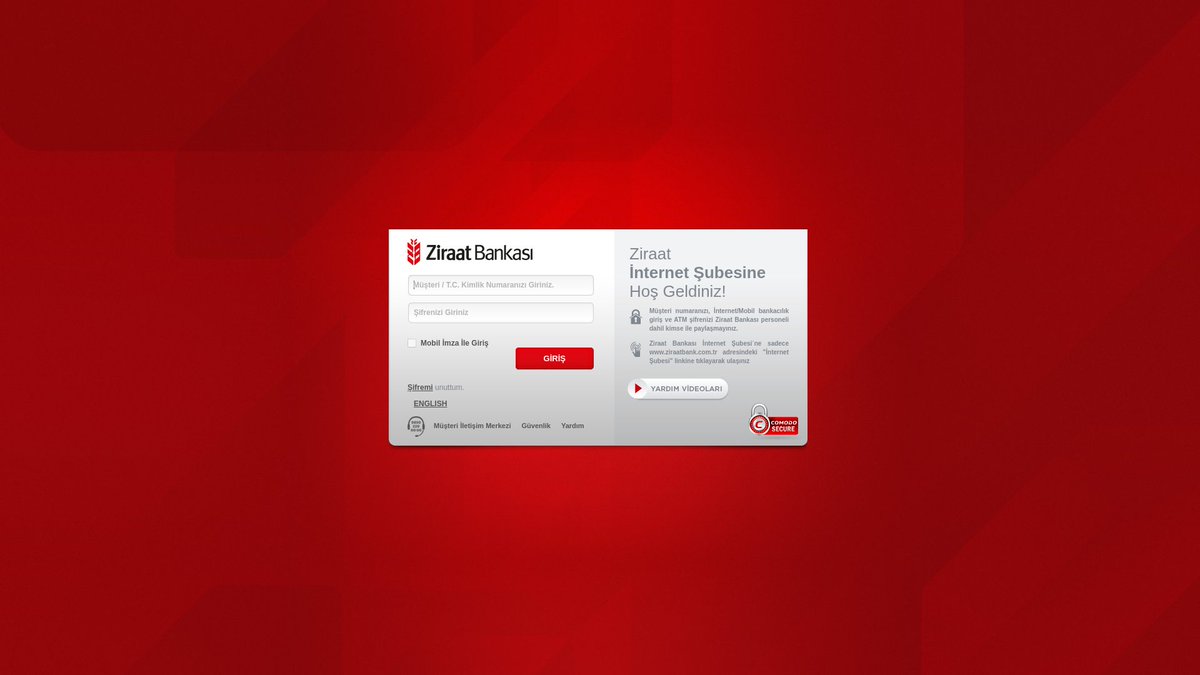 Ziraat Bankası
Müşteri / T.C. Kimlik Numaranızı Giriniz.
Şifrenizi Giriniz
Mobil İmza İle Giriş
GİRİŞ
Şifremi unuttum.
ENGLISH
Müşteri İletişim Merkezi Güvenlik Yardım
Ziraat
İnternet Şubesine
Hoş Geldiniz!
Müşteri numaranızı, İnternet/Mobil bankacılık
giriş ve ATM şifrenizi Ziraat Bankası personeli
dahil kimse ile paylaşmayınız.
Ziraat Bankası İnternet Şubesi`ne sadece
www.ziraatbank.com.tr adresindeki "İnternet
Şubesi" linkine tıklayarak ulaşınız
YARDIM VİDEOLARI
COMODO
SECURE